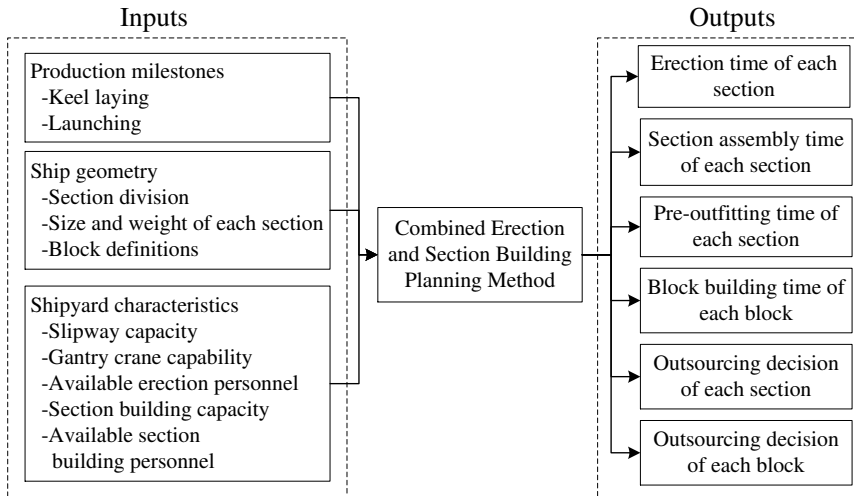 Inputs
Production milestones
-Keel laying
-Launching
Ship geometry
-Section division
-Size and weight of each section
-Block definitions
Shipyard characteristics
-Slipway capacity
-Gantry crane capability
-Available erection personnel
-Section building capacity
-Available section
building personnel
Combined Erection
and Section Building
Planning Method
Outputs
Erection time of each
section
Section assembly time
of each section
Pre-outfitting time of
each section
Block building time of
each block
Outsourcing decision
of each section
Outsourcing decision
of each block